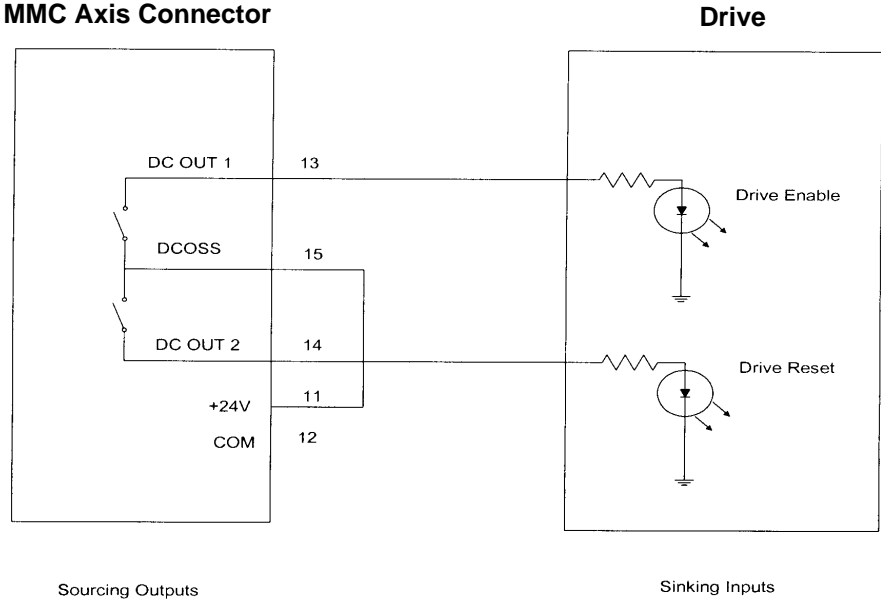 MMC Axis Connector
Drive
DC OUT 1
13
Drive Enable
DCOSS
15
DC OUT 2
14
Drive Reset
+24V
11
COM
12
Sourcing Outputs
Sinking Inputs